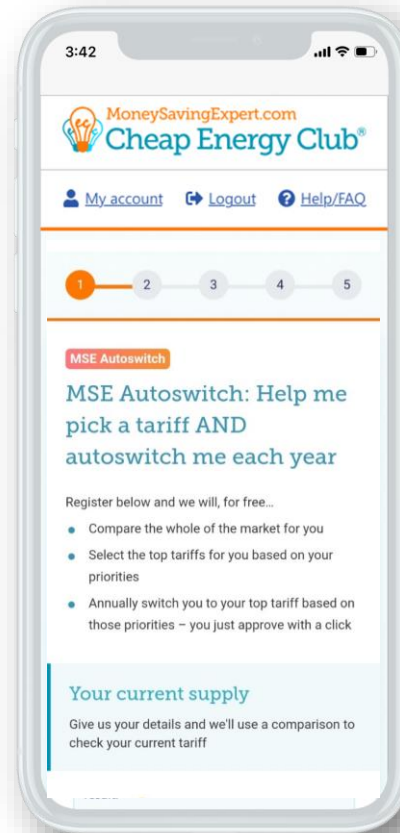 3:42
MoneySavingExpert.com
Cheap Energy Club®
My account Logout Help/FAQ
1 2 3 4 5
MSE Autoswitch
MSE Autoswitch: Help me
pick a tariff AND
autoswitch me each year
Register below and we will, for free...
Compare the whole of the market for you
Select the top tariffs for you based on your
priorities
Annually switch you to your top tariff based on
those priorities – you just approve with a click
Your current supply
Give us your details and we'll use a comparison to
check your current tariff